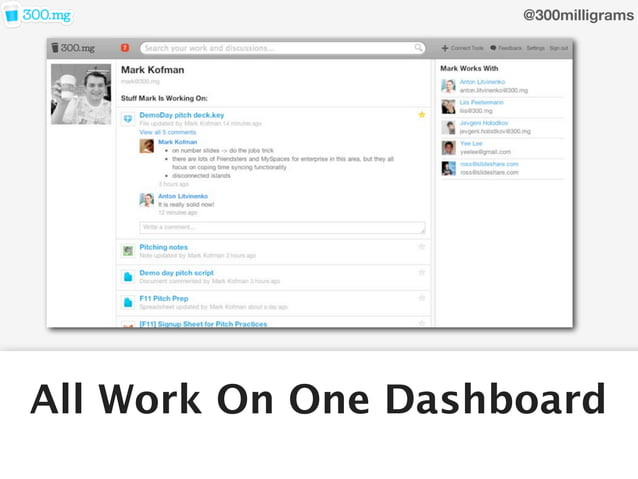 300.mg
@300milligrams
300.mg
?
Search your work and discussions...
Connect Tools
Feedback
Settings
Sign out
Mark Kofman
mark@300.mg
Stuff Mark Is Working On:
DemoDay pitch deck.key
File updated by Mark Kofman 14 minutes ago
View all 5 comments
Mark Kofman
• on number slides -> do the jobs trick
• there are lots of Friendsters and MySpaces for enterprise in this area, but they all
focus on coping time syncing functionality
• disconnected islands
3 hours ago
Anton Litvinenko
It is really solid now!
12 minutes ago
Write a comment...
Pitching notes
Note updated by Mark Kofman 3 hours ago
Demo day pitch script
Document commented by Mark Kofman 3 hours ago
F11 Pitch Prep
Spreadsheet updated by Mark Kofman about a day ago
[F11] Signup Sheet for Pitch Practices
Mark Works With
Anton Litvinenko
anton.litvinenko@300.mg
Liis Peetermann
liis@300.mg
Jevgeni Holodkov
jevgeni.holodkov@300.mg
Yee Lee
yeelee@gmail.com
ross@slideshare.com
ross@slideshare.com
All Work On One Dashboard